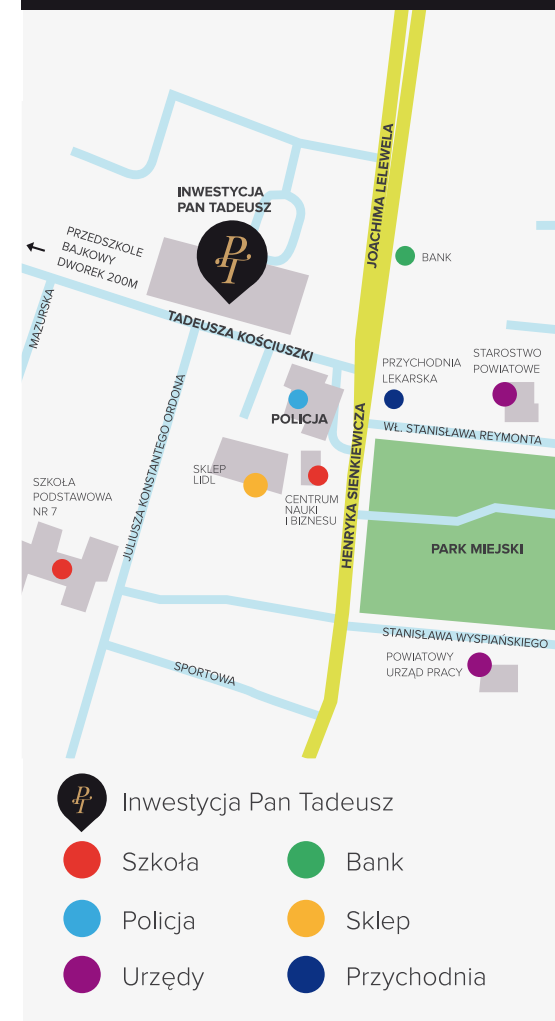 JOACHIMA LELEWELA
INWESTYCJA
PAN TADEUSZ
PT
PRZEDSZKOLE
BAJKOWY
DWOREK 200M
BANK
MAZURSKA
TADEUSZA KOŚCIUSZKI
PRZYCHODNIA
LEKARSKA
STAROSTWO
POWIATOWE
POLICJA
WŁ. STANISŁAWA REYMONTA
JULIUSZA KONSTANTEGO ORDONA
HENRYKA SIENKIEWICZA
SKLEP
LIDL
SZKOŁA
PODSTAWOWA
NR 7
CENTRUM
NAUKI
I BIZNESU
PARK MIEJSKI
STANISŁAWA WYSPIAŃSKIEGO
POWIATOWY
URZĄD PRACY
SPORTOWA
PT Inwestycja Pan Tadeusz
Szkoła
Bank
Policja
Sklep
Urzędy
Przychodnia